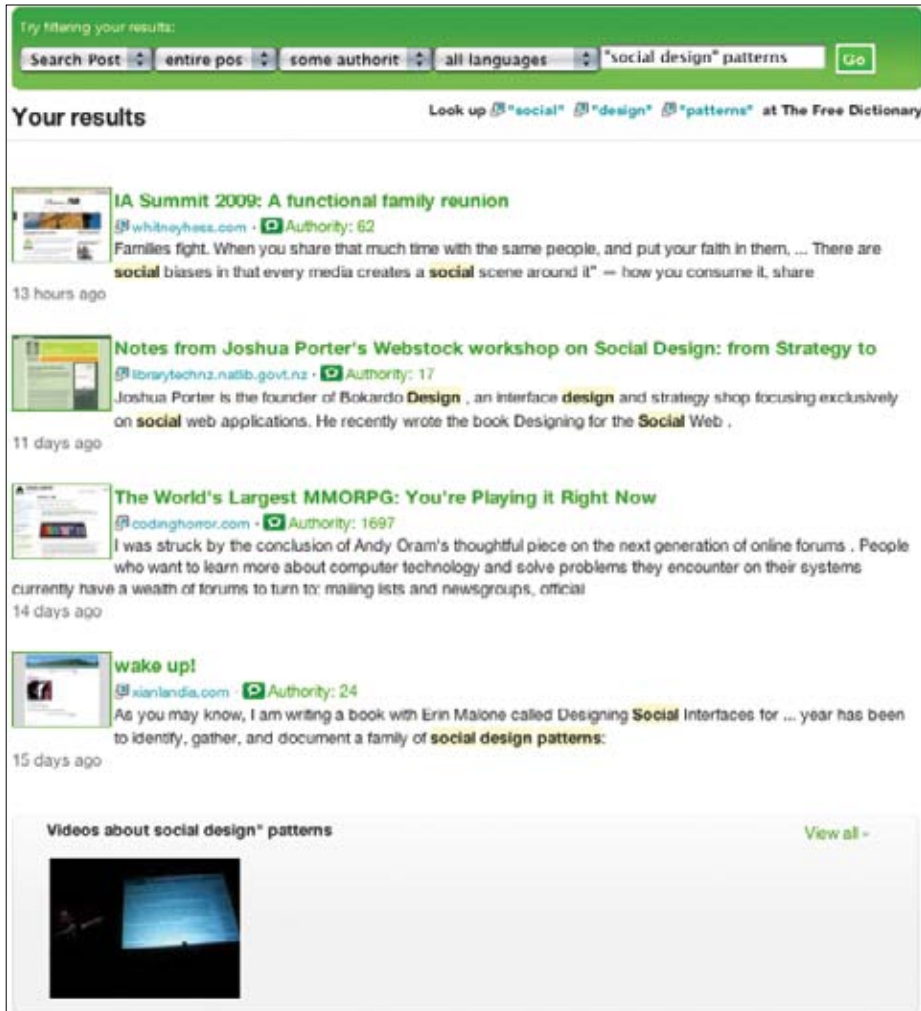 Try filtering your results:
Search Post entire pos some authorit all languages "social design" patterns Go
Your results
Look up "social" "design" "patterns" at The Free Dictionary
IA Summit 2009: A functional family reunion
whitneyhess.com · Authority: 62
Families fight. When you share that much time with the same people, and put your faith in them, ... There are
social biases in that every media creates a social scene around it" — how you consume it, share
13 hours ago
Notes from Joshua Porter's Webstock workshop on Social Design: from Strategy to
librarytechnz.natlib.govt.nz · Authority: 17
Joshua Porter is the founder of Bokardo Design , an interface design and strategy shop focusing exclusively
on social web applications. He recently wrote the book Designing for the Social Web .
11 days ago
The World's Largest MMORPG: You're Playing it Right Now
codinghorror.com · Authority: 1697
I was struck by the conclusion of Andy Oram's thoughtful piece on the next generation of online forums . People
who want to learn more about computer technology and solve problems they encounter on their systems
currently have a wealth of forums to turn to: mailing lists and newsgroups, official
14 days ago
wake up!
xianlandia.com · Authority: 24
As you may know, I am writing a book with Erin Malone called Designing Social Interfaces for ... year has been
to identify, gather, and document a family of social design patterns:
15 days ago
Videos about social design" patterns
View all »